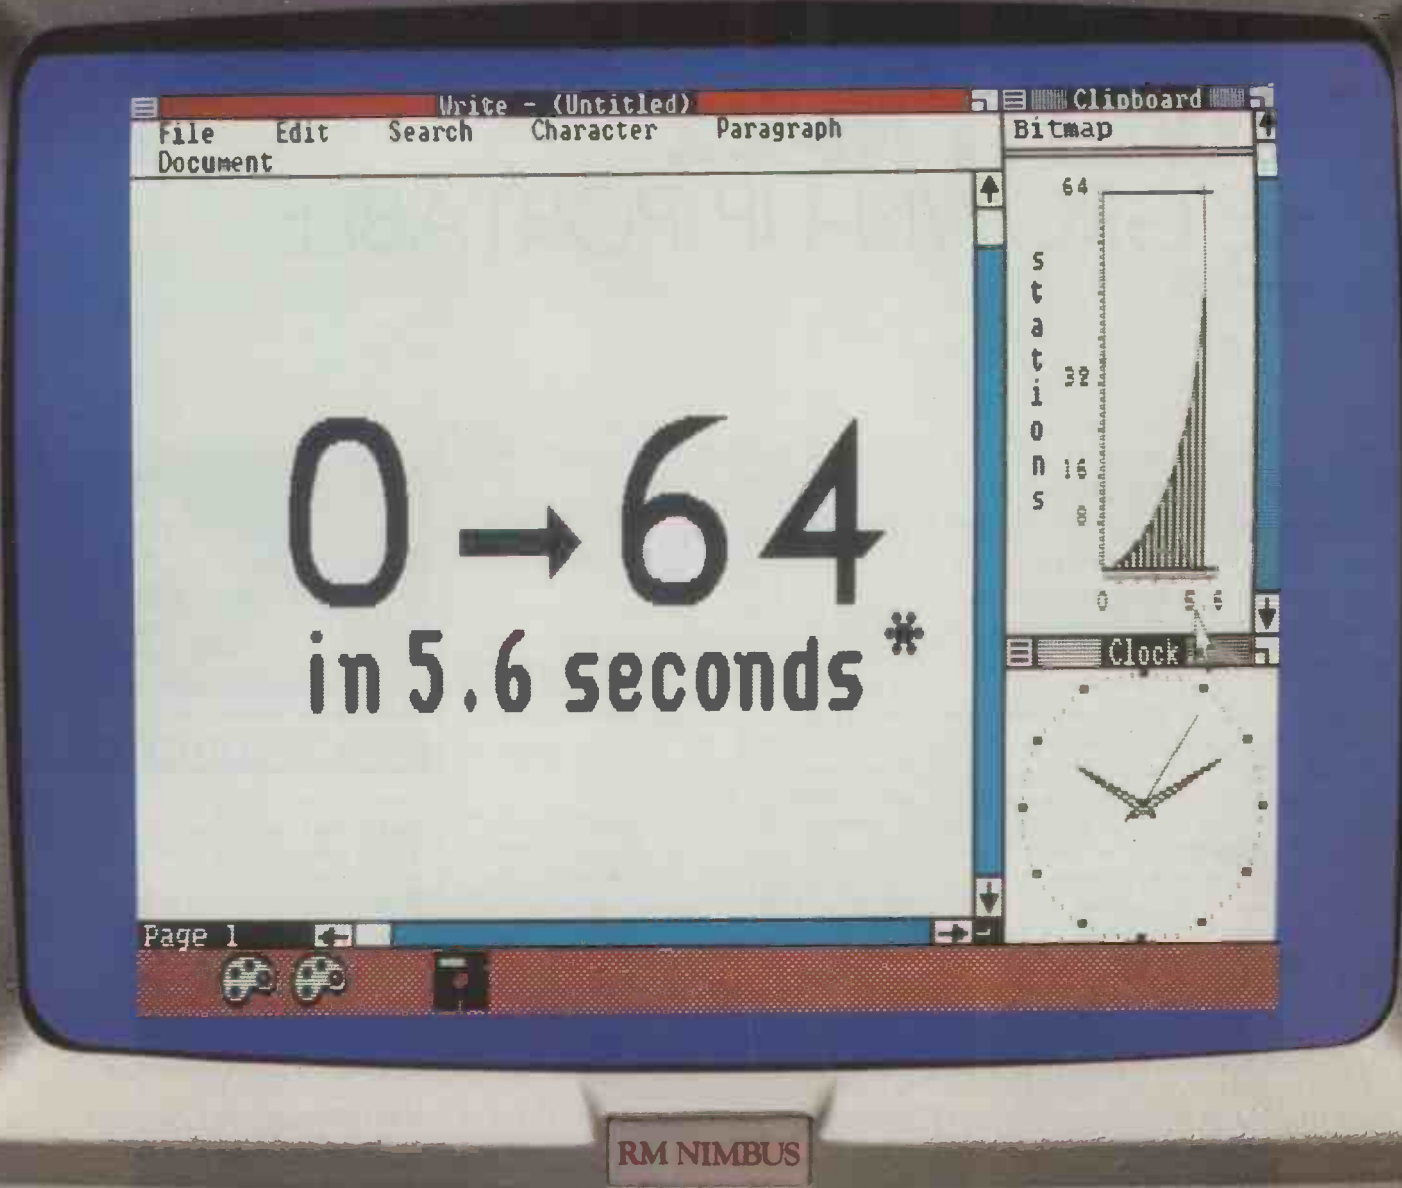 Write - (Untitled)
File Edit Search Character Paragraph
Document
0 → 64
in 5.6 seconds*
Page 1
Clipboard
Bitmap
64
stations
32
16
8
0 5.6
Clock
RM NIMBUS